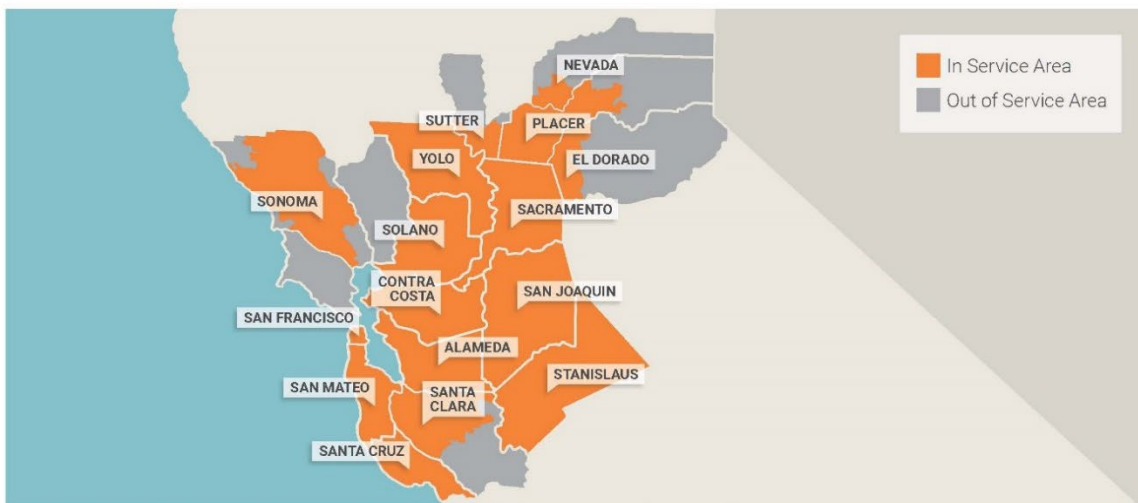 NEVADA
In Service Area
Out of Service Area
SUTTER
PLACER
YOLO
EL DORADO
SONOMA
SACRAMENTO
SOLANO
CONTRA
COSTA
SAN JOAQUIN
SAN FRANCISCO
ALAMEDA
STANISLAUS
SAN MATEO
SANTA
CLARA
SANTA CRUZ